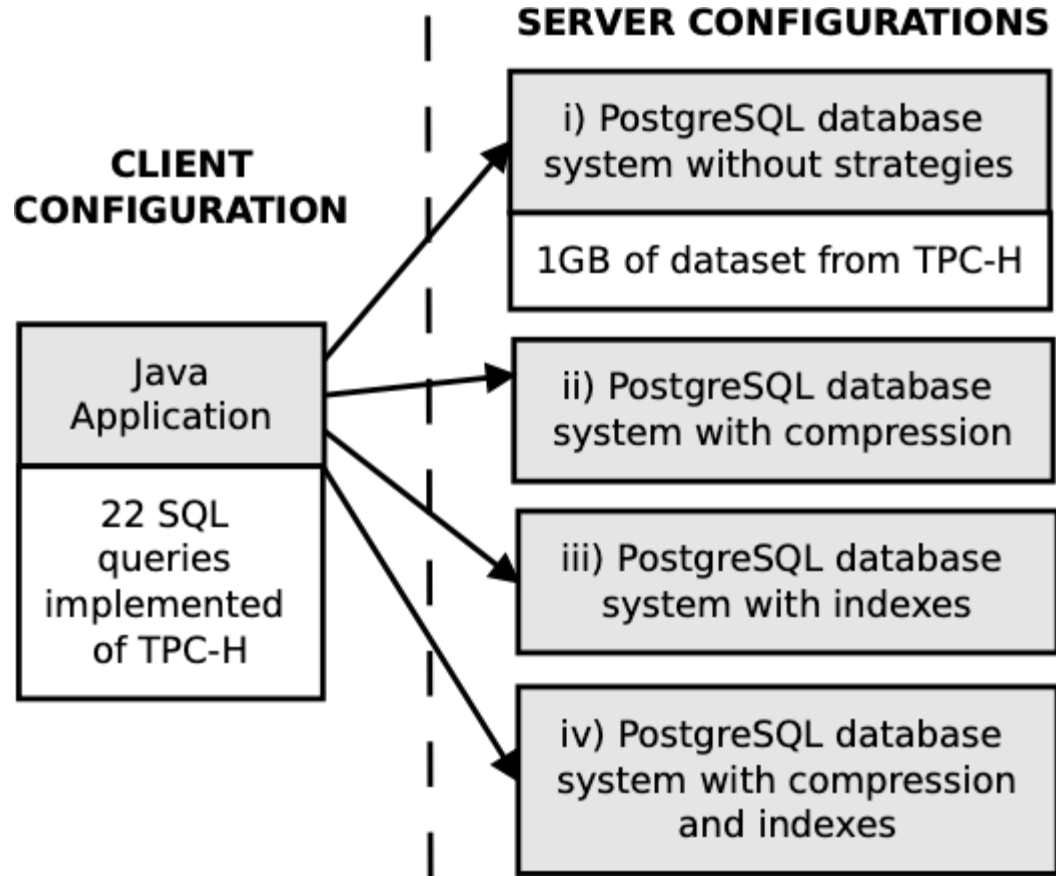 CLIENT
CONFIGURATION
Java
Application
22 SQL
queries
implemented
of TPC-H
SERVER CONFIGURATIONS
i) PostgreSQL database
system without strategies
1GB of dataset from TPC-H
ii) PostgreSQL database
system with compression
iii) PostgreSQL database
system with indexes
iv) PostgreSQL database
system with compression
and indexes